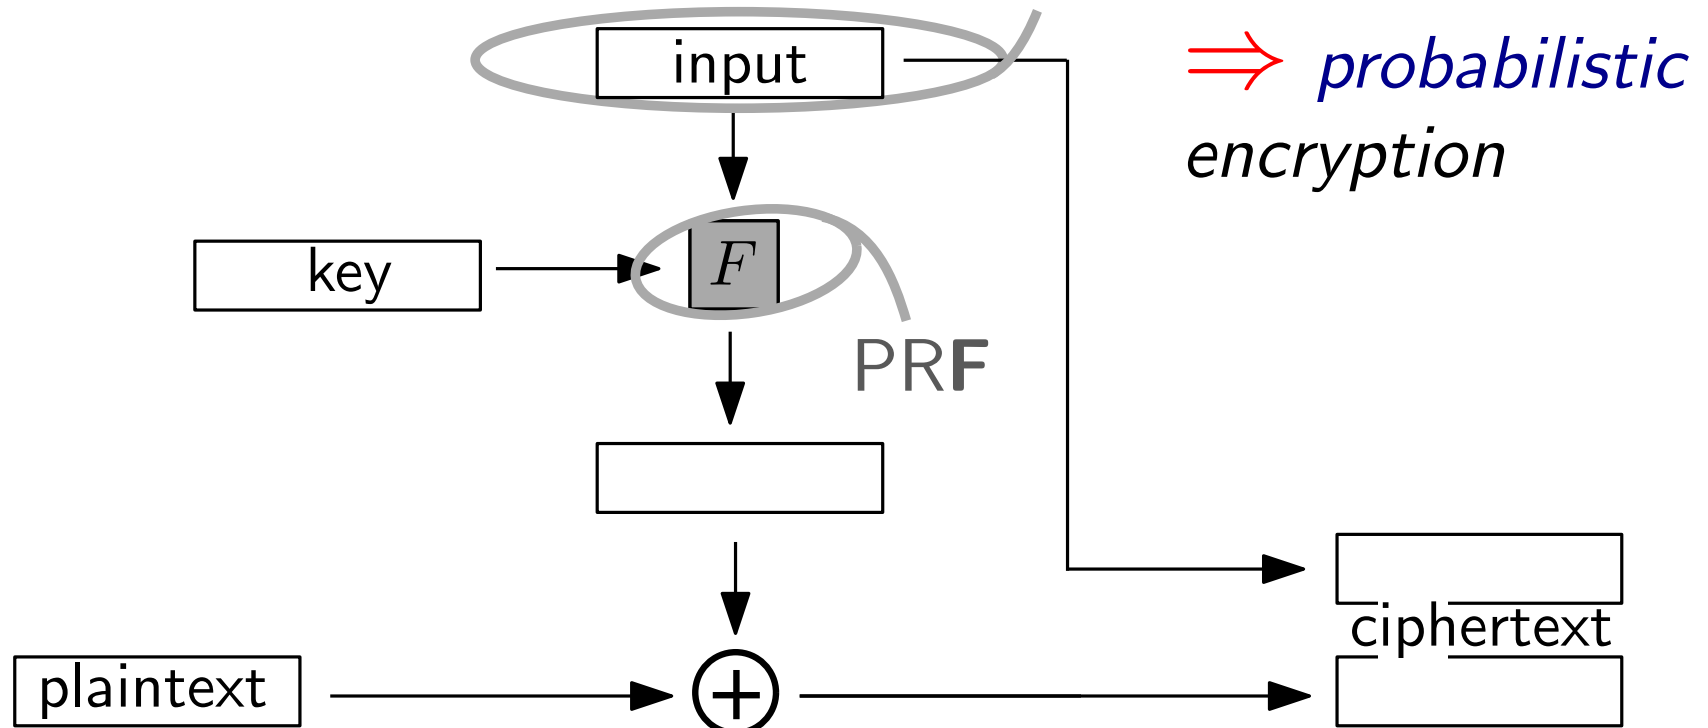 input
⇒ probabilistic
encryption
key
F
PRF
ciphertext
plaintext
+